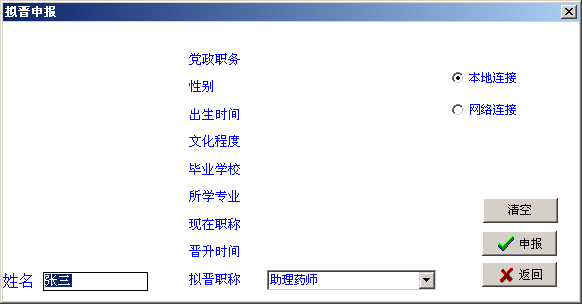 拟晋申报
党政职务
性别
出生时间
文化程度
毕业学校
所学专业
现在职称
晋升时间
姓名 张三 拟晋职称 助理药师
本地连接
网络连接
清空
申报
返回